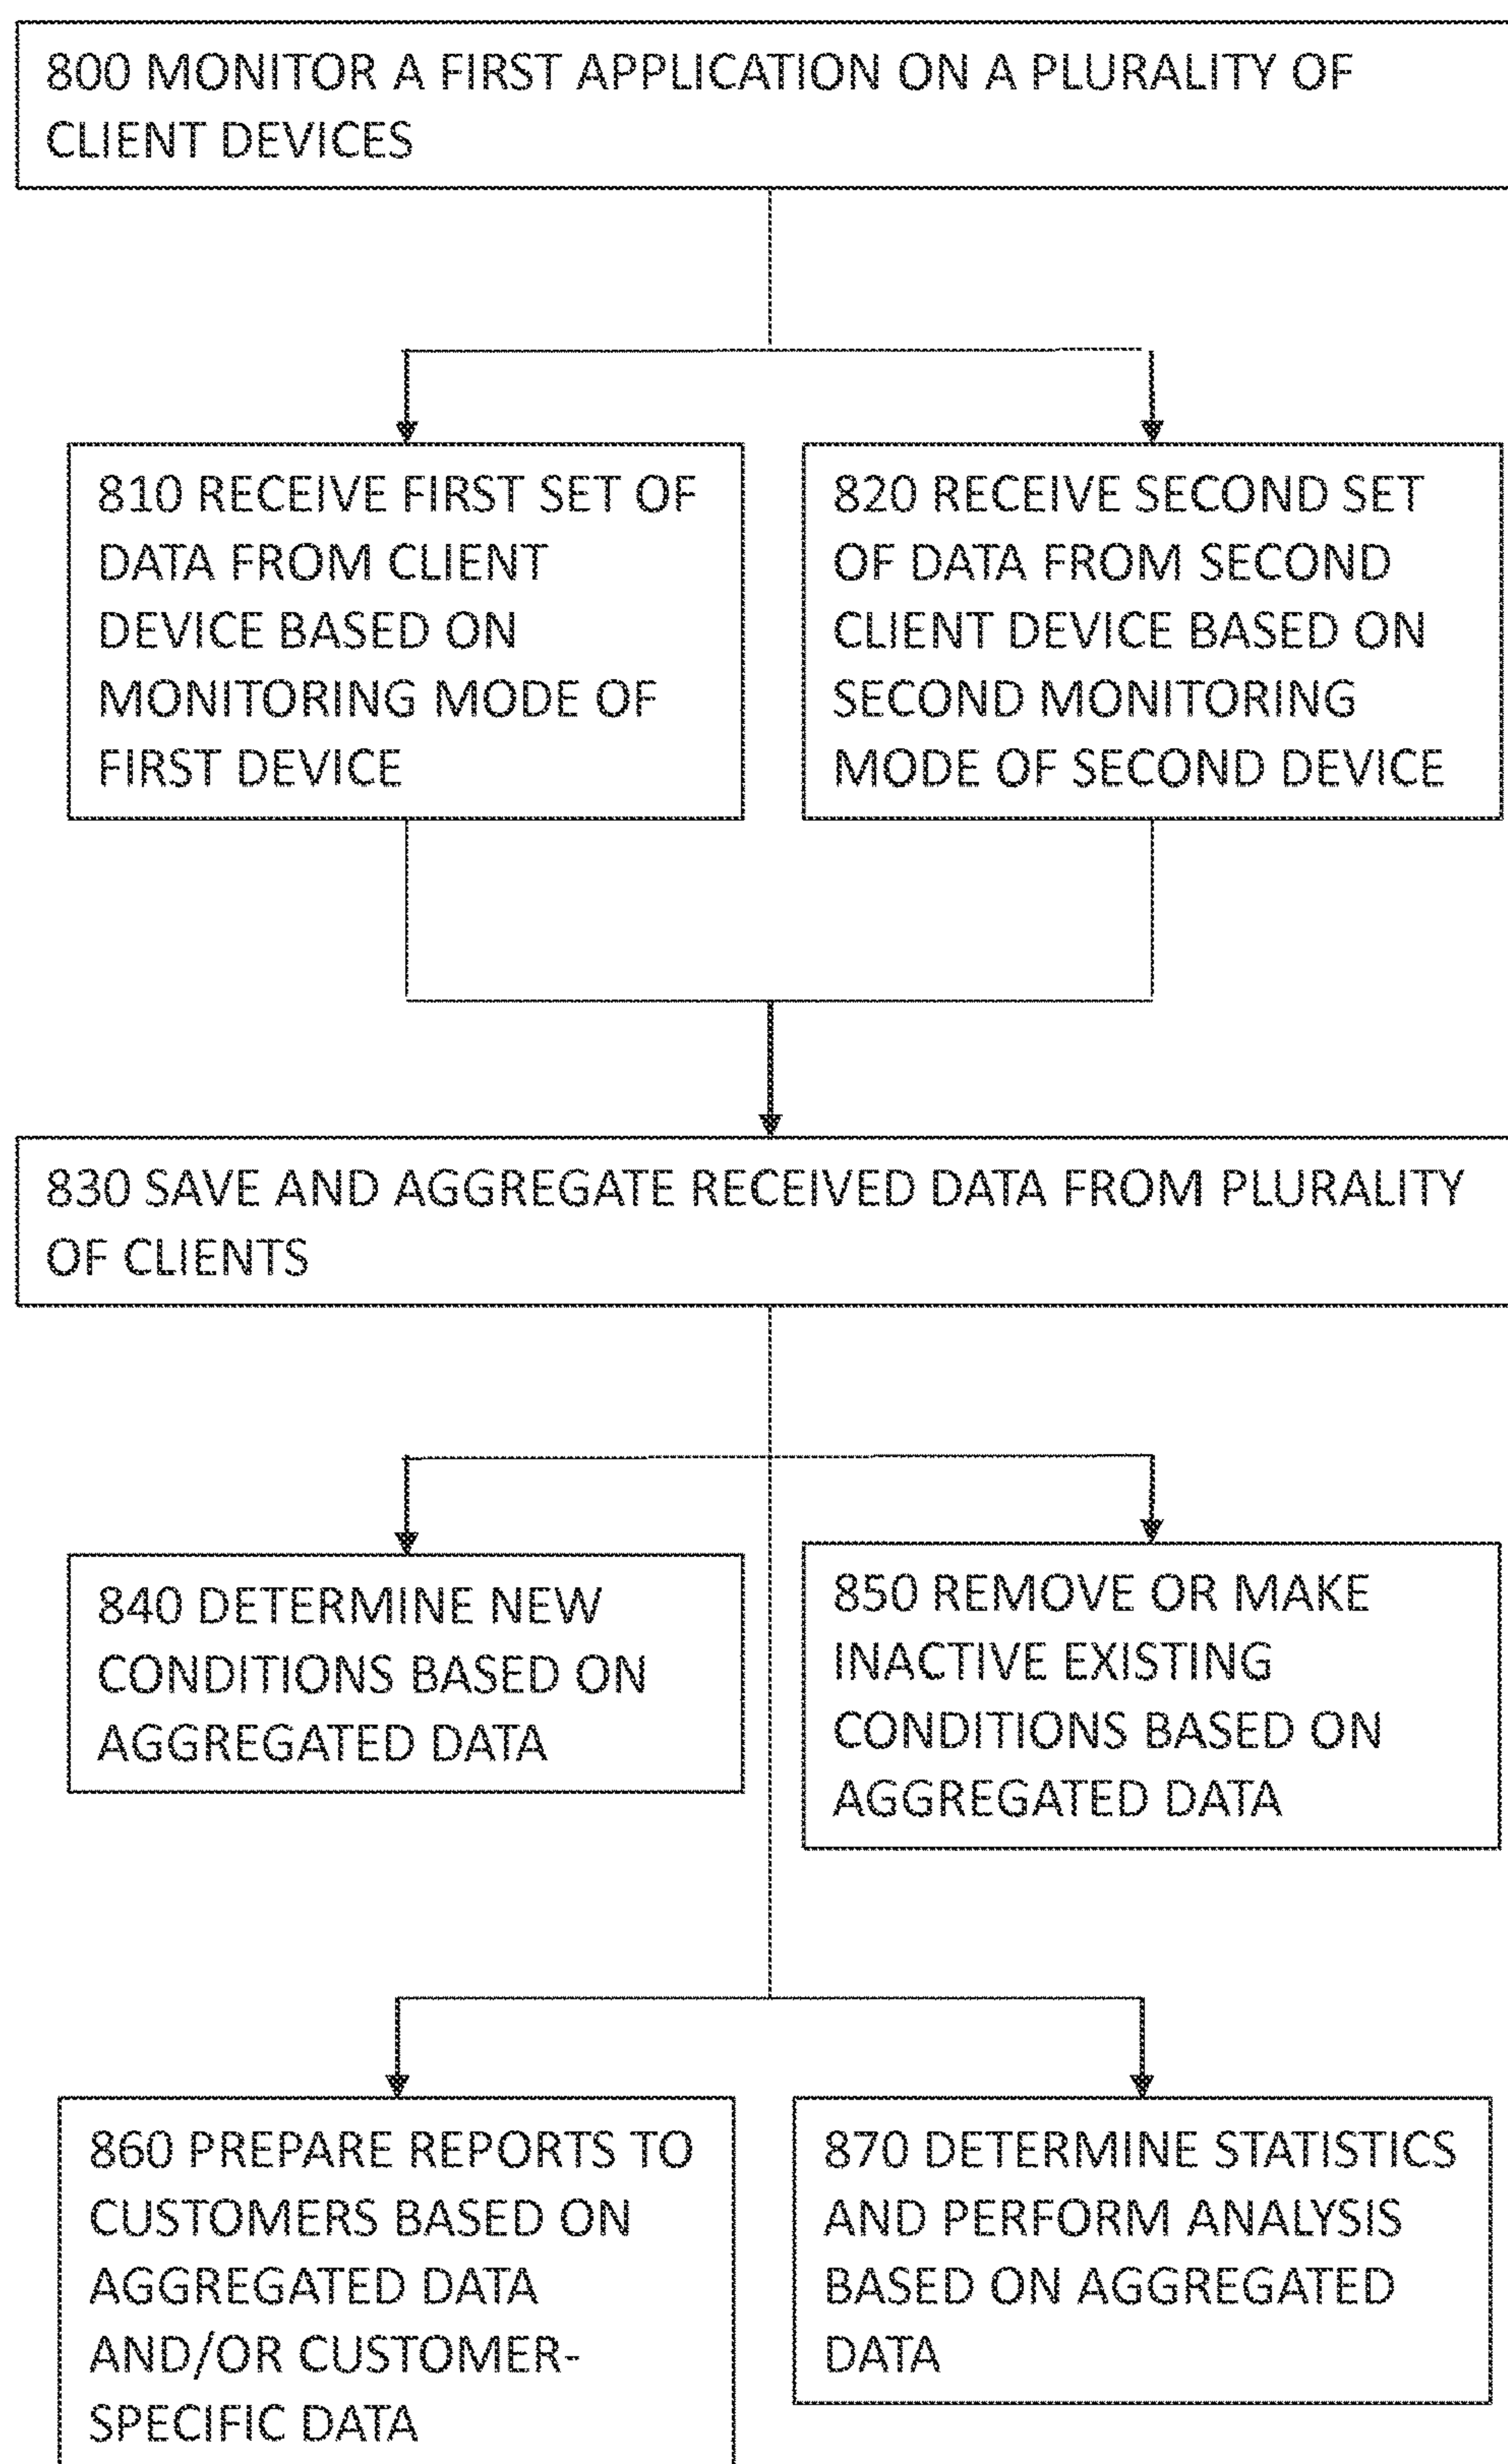 800 MONITOR A FIRST APPLICATION ON A PLURALITY OF
CLIENT DEVICES
810 RECEIVE FIRST SET OF
DATA FROM CLIENT
DEVICE BASED ON
MONITORING MODE OF
FIRST DEVICE
820 RECEIVE SECOND SET
OF DATA FROM SECOND
CLIENT DEVICE BASED ON
SECOND MONITORING
MODE OF SECOND DEVICE
830 SAVE AND AGGREGATE RECEIVED DATA FROM PLURALITY
OF CLIENTS
840 DETERMINE NEW
CONDITIONS BASED ON
AGGREGATED DATA
850 REMOVE OR MAKE
INACTIVE EXISTING
CONDITIONS BASED ON
AGGREGATED DATA
860 PREPARE REPORTS TO
CUSTOMERS BASED ON
AGGREGATED DATA
AND/OR CUSTOMER-
SPECIFIC DATA
870 DETERMINE STATISTICS
AND PERFORM ANALYSIS
BASED ON AGGREGATED
DATA